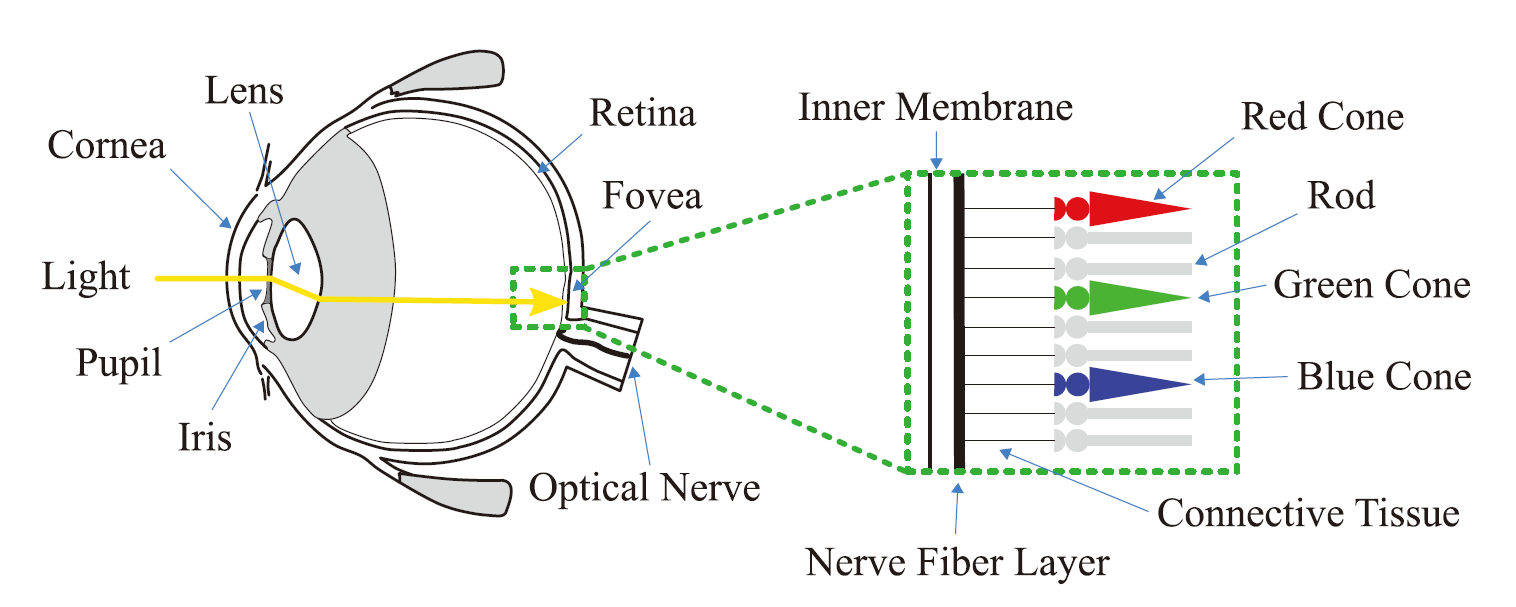 Lens
Cornea
Light
Pupil
Iris
Retina
Fovea
Optical Nerve
Inner Membrane
Red Cone
Rod
Green Cone
Blue Cone
Connective Tissue
Nerve Fiber Layer